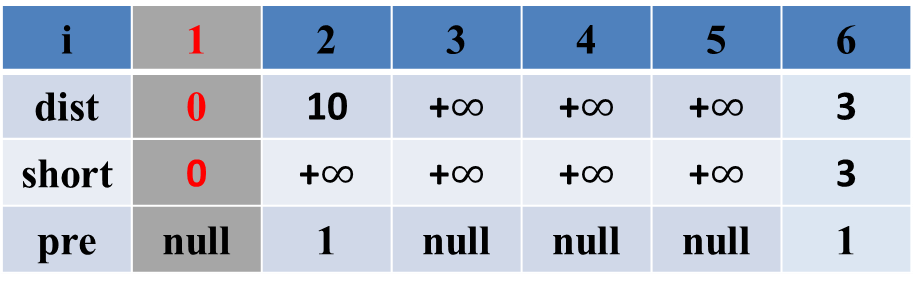 i 1 2 3 4 5 6
dist 0 10 +∞ +∞ +∞ 3
short 0 +∞ +∞ +∞ +∞ 3
pre null 1 null null null 1